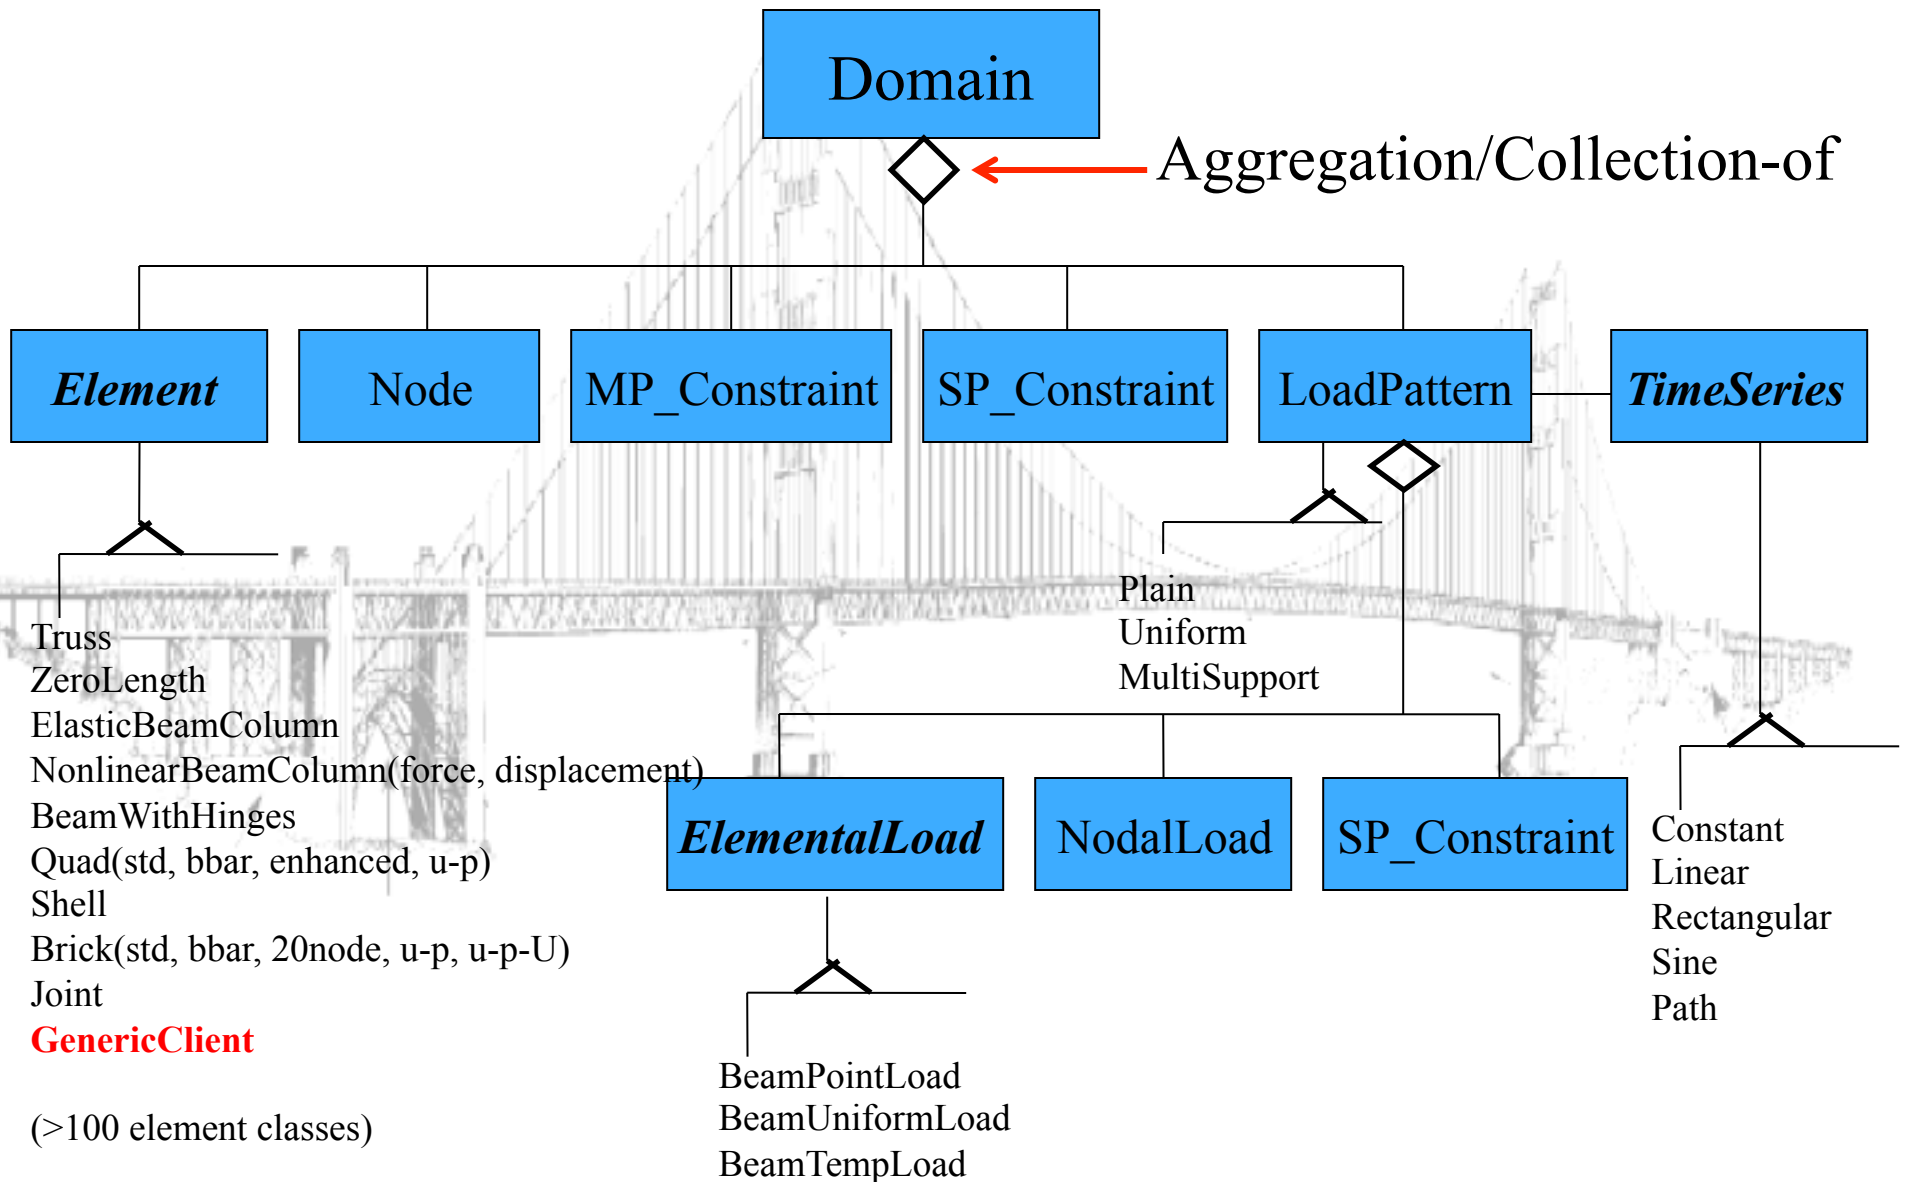 Domain
Aggregation/Collection-of
Element
Node
MP_Constraint
SP_Constraint
LoadPattern
TimeSeries
Truss
ZeroLength
ElasticBeamColumn
NonlinearBeamColumn(force, displacement)
BeamWithHinges
Quad(std, bbar, enhanced, u-p)
Shell
Brick(std, bbar, 20node, u-p, u-p-U)
Joint
GenericClient
(>100 element classes)
Plain
Uniform
MultiSupport
ElementalLoad
NodalLoad
SP_Constraint
BeamPointLoad
BeamUniformLoad
BeamTempLoad
Constant
Linear
Rectangular
Sine
Path